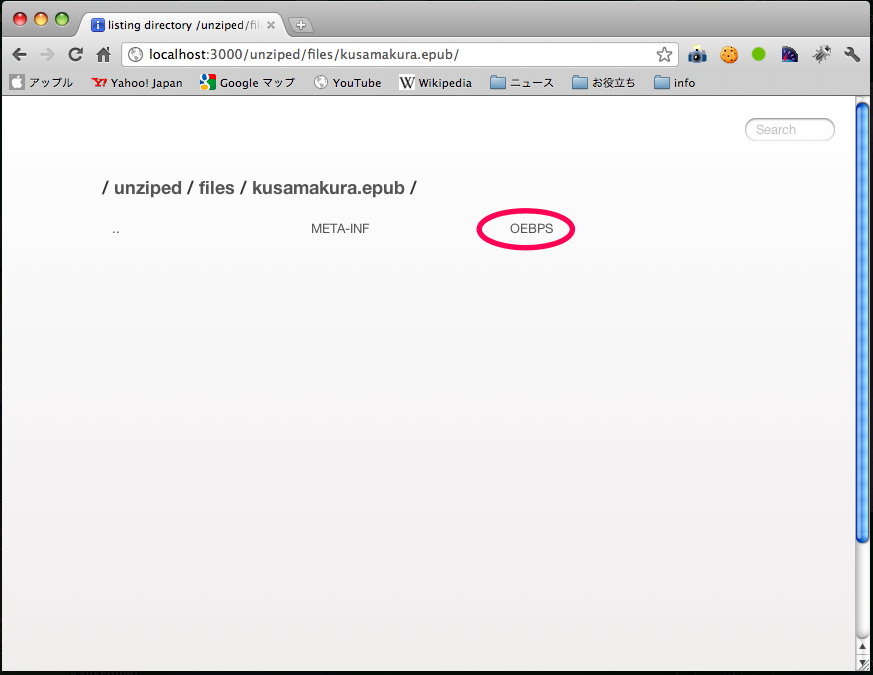 listing directory /unziped/fil
localhost:3000/unziped/files/kusamakura.epub/
アップル Yahoo! Japan Google マップ YouTube W Wikipedia ニュース お役立ち info
Search
/ unziped / files / kusamakura.epub /
.. META-INF OEBPS